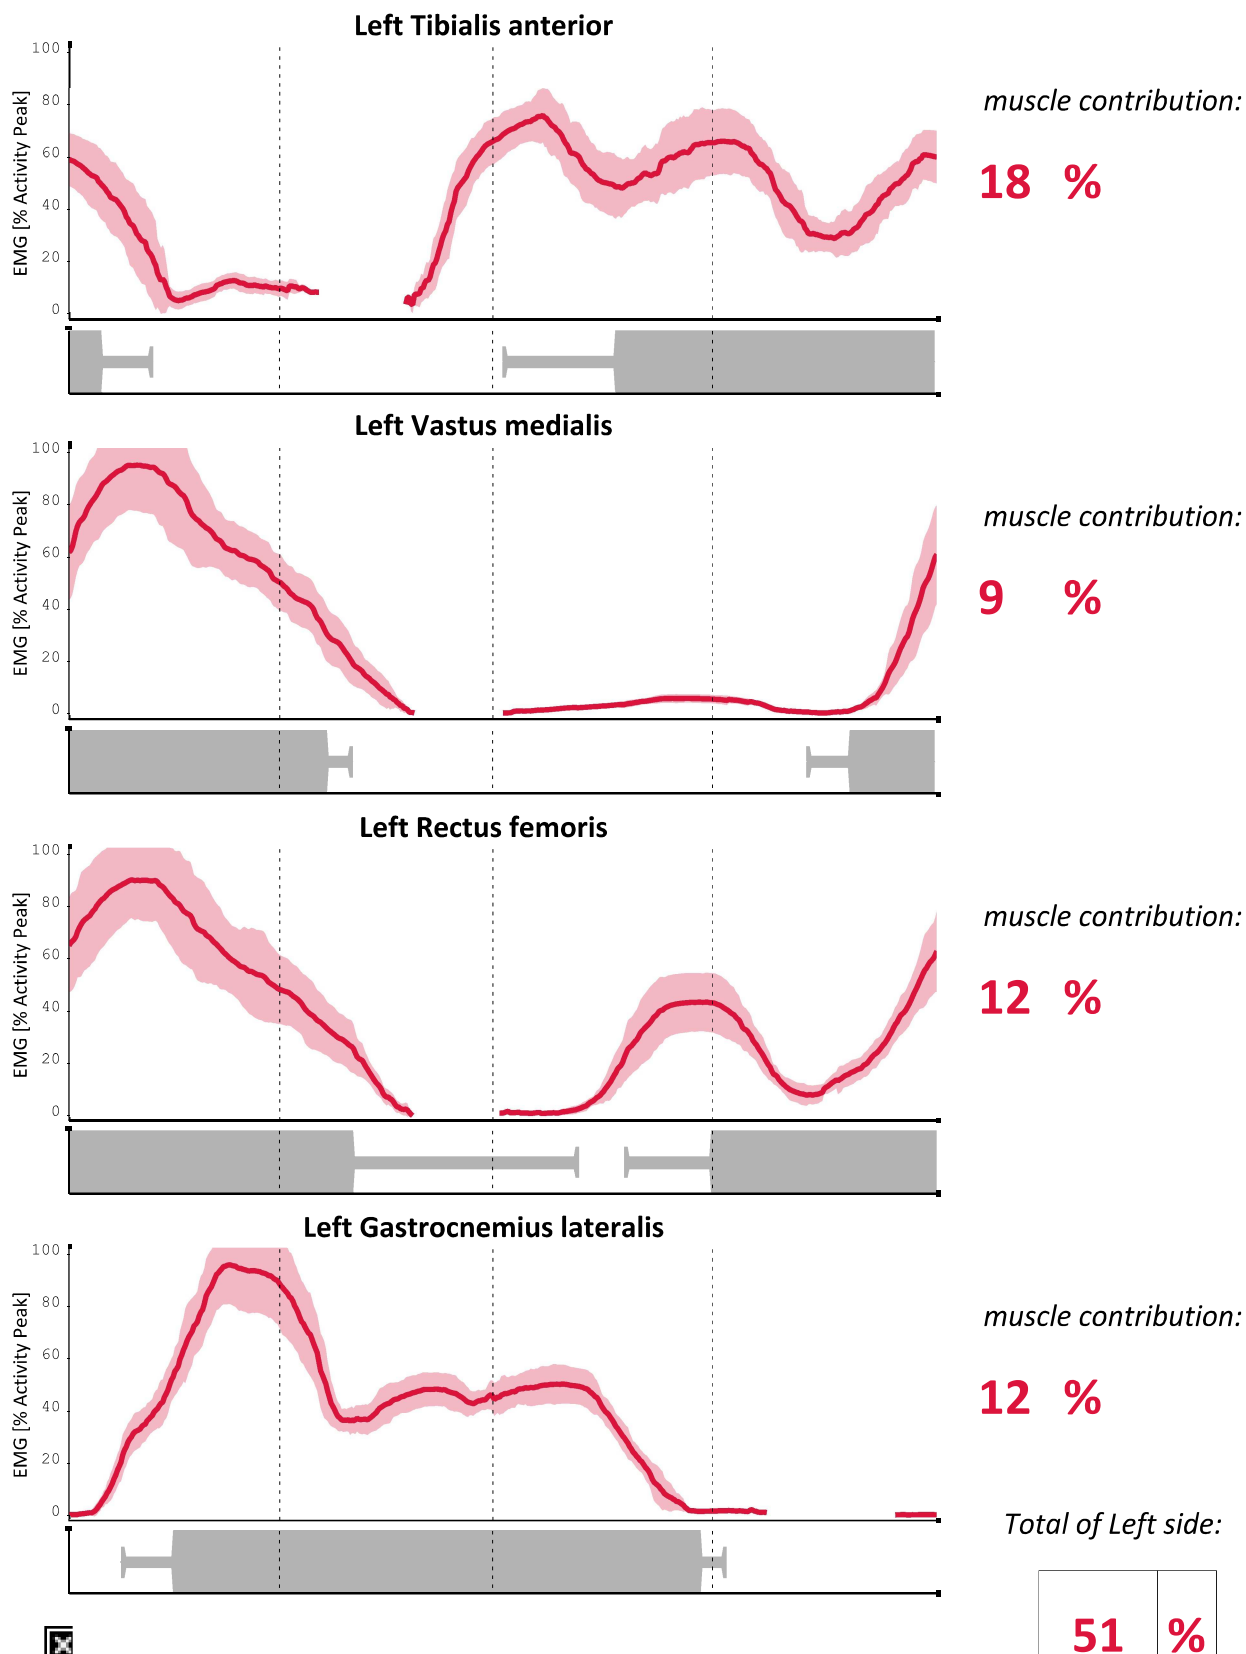 Left Tibialis anterior
100
80
60
40
20
0
EMG [% Activity Peak]
muscle contribution:
18 %
Left Vastus medialis
100
80
60
40
20
0
EMG [% Activity Peak]
muscle contribution:
9 %
Left Rectus femoris
100
80
60
40
20
0
EMG [% Activity Peak]
muscle contribution:
12 %
Left Gastrocnemius lateralis
100
80
60
40
20
0
EMG [% Activity Peak]
muscle contribution:
12 %
Total of Left side:
51 %